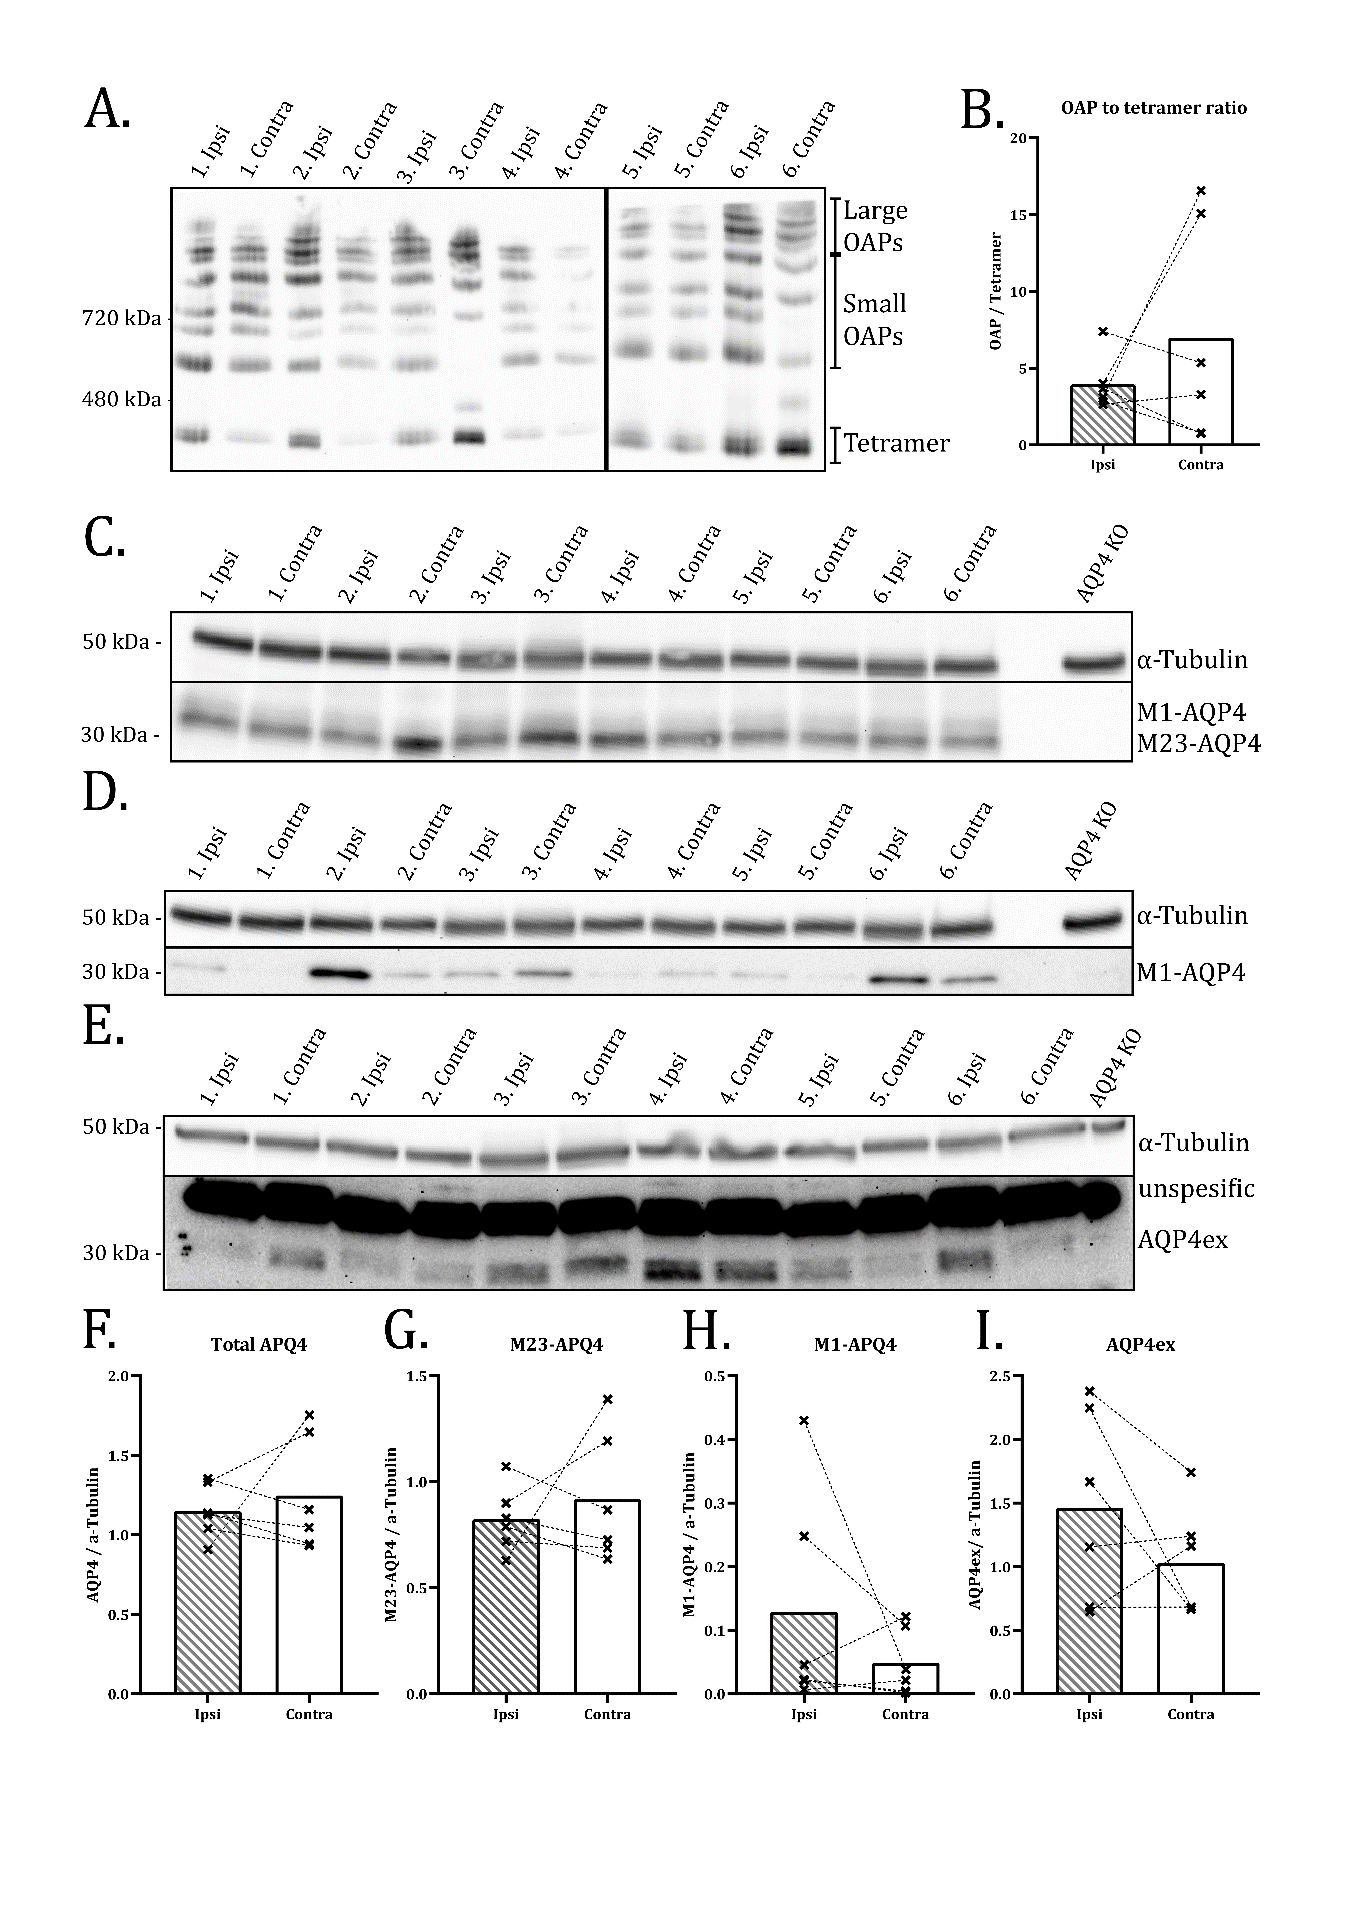 A.
1. Ipsi
1. Contra
2. Ipsi
2. Contra
3. Ipsi
3. Contra
4. Ipsi
4. Contra
5. Ipsi
5. Contra
6. Ipsi
6. Contra
Large
OAPs
Small
OAPs
Tetramer
720 kDa -
480 kDa -
B.
OAP to tetramer ratio
OAP / Tetramer
20
15
10
5
0
Ipsi
Contra
C.
1. Ipsi
1. Contra
2. Ipsi
2. Contra
3. Ipsi
3. Contra
4. Ipsi
4. Contra
5. Ipsi
5. Contra
6. Ipsi
6. Contra
AQP4 KO
50 kDa -
α-Tubulin
30 kDa -
M1-AQP4
M23-AQP4
D.
1. Ipsi
1. Contra
2. Ipsi
2. Contra
3. Ipsi
3. Contra
4. Ipsi
4. Contra
5. Ipsi
5. Contra
6. Ipsi
6. Contra
AQP4 KO
50 kDa -
α-Tubulin
30 kDa -
M1-AQP4
E.
1. Ipsi
1. Contra
2. Ipsi
2. Contra
3. Ipsi
3. Contra
4. Ipsi
4. Contra
5. Ipsi
5. Contra
6. Ipsi
6. Contra
AQP4 KO
50 kDa -
α-Tubulin
unspesific
30 kDa -
AQP4ex
F.
Total APQ4
AQP4 / a-Tubulin
2.0
1.5
1.0
0.5
0.0
Ipsi
Contra
G.
M23-APQ4
M23-AQP4 / a-Tubulin
1.5
1.0
0.5
0.0
Ipsi
Contra
H.
M1-APQ4
M1-AQP4 / a-Tubulin
0.5
0.4
0.3
0.2
0.1
0.0
Ipsi
Contra
I.
AQP4ex
AQP4ex/ a-Tubulin
2.5
2.0
1.5
1.0
0.5
0.0
Ipsi
Contra